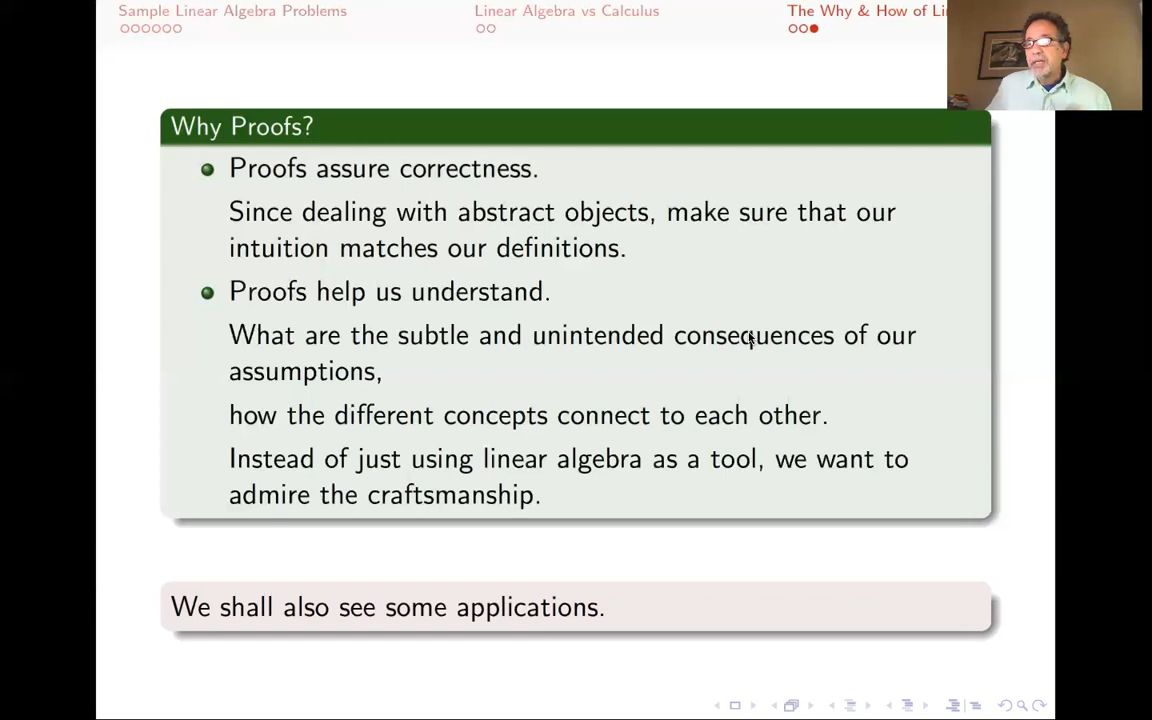 Sample Linear Algebra Problems
Linear Algebra vs Calculus
The Why & How of Li
Why Proofs?
Proofs assure correctness.
Since dealing with abstract objects, make sure that our
intuition matches our definitions.
Proofs help us understand.
What are the subtle and unintended consequences of our
assumptions,
how the different concepts connect to each other.
Instead of just using linear algebra as a tool, we want to
admire the craftsmanship.
We shall also see some applications.